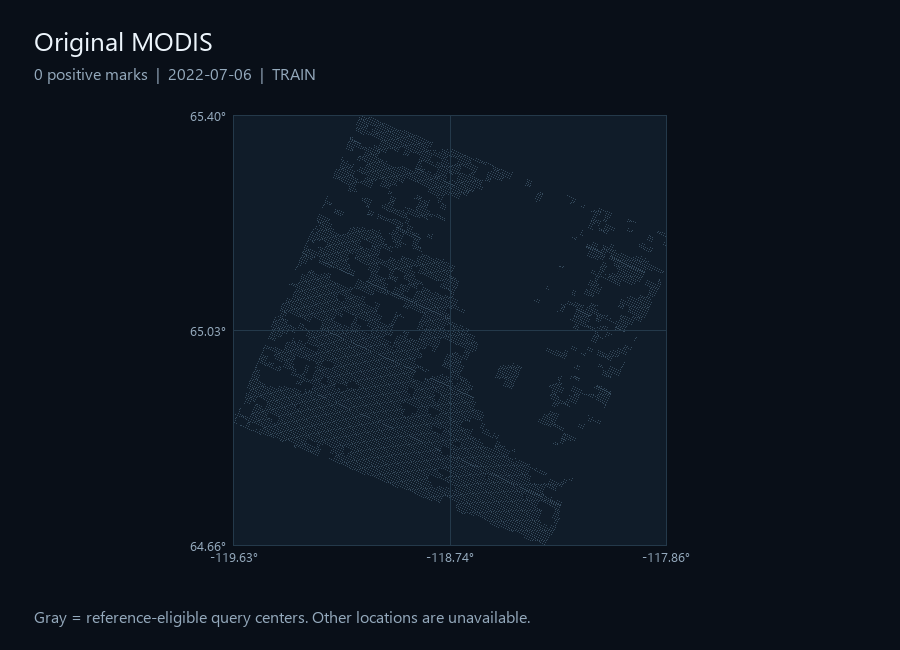 Original MODIS
0 positive marks | 2022-07-06 | TRAIN
65.40°
65.03°
64.66°
-119.63°
-118.74°
-117.86°
Gray = reference-eligible query centers. Other locations are unavailable.